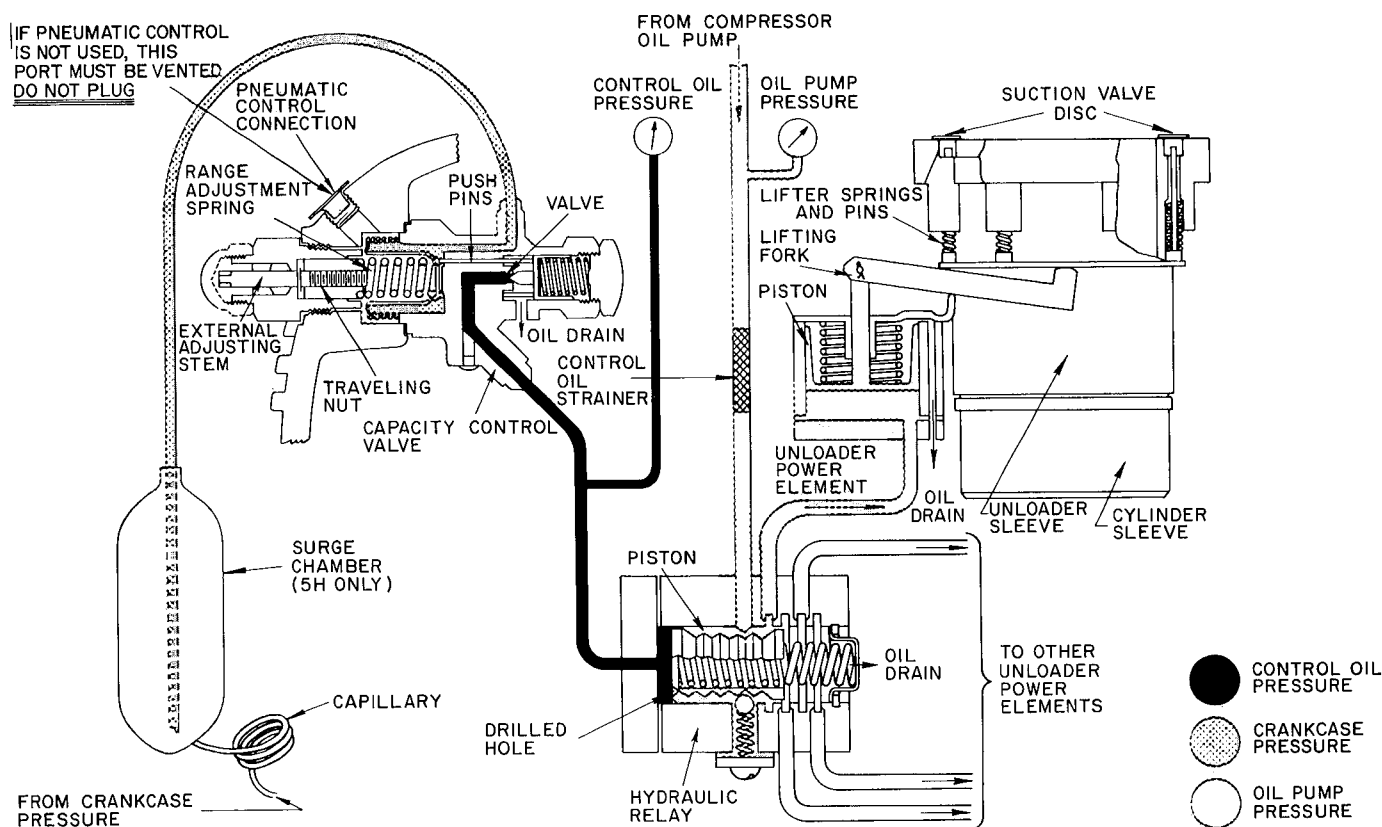 IF PNEUMATIC CONTROL
IS NOT USED, THIS
PORT MUST BE VENTED
DO NOT PLUG
PNEUMATIC
CONTROL
CONNECTION
RANGE
ADJUSTMENT
SPRING
PUSH
PINS
VALVE
EXTERNAL
ADJUSTING
STEM
TRAVELING
NUT
OIL DRAIN
CAPACITY CONTROL
VALVE
FROM COMPRESSOR
OIL PUMP
CONTROL OIL
PRESSURE
OIL PUMP
PRESSURE
SUCTION VALVE
DISC
LIFTER SPRINGS
AND PINS
LIFTING
FORK
PISTON
CONTROL
OIL
STRAINER
UNLOADER
POWER
ELEMENT
OIL
DRAIN
UNLOADER
SLEEVE
CYLINDER
SLEEVE
SURGE
CHAMBER
(5H ONLY)
CAPILLARY
FROM CRANKCASE
PRESSURE
PISTON
DRILLED
HOLE
HYDRAULIC
RELAY
OIL
DRAIN
TO OTHER
UNLOADER
POWER
ELEMENTS
CONTROL OIL
PRESSURE
CRANKCASE
PRESSURE
OIL PUMP
PRESSURE